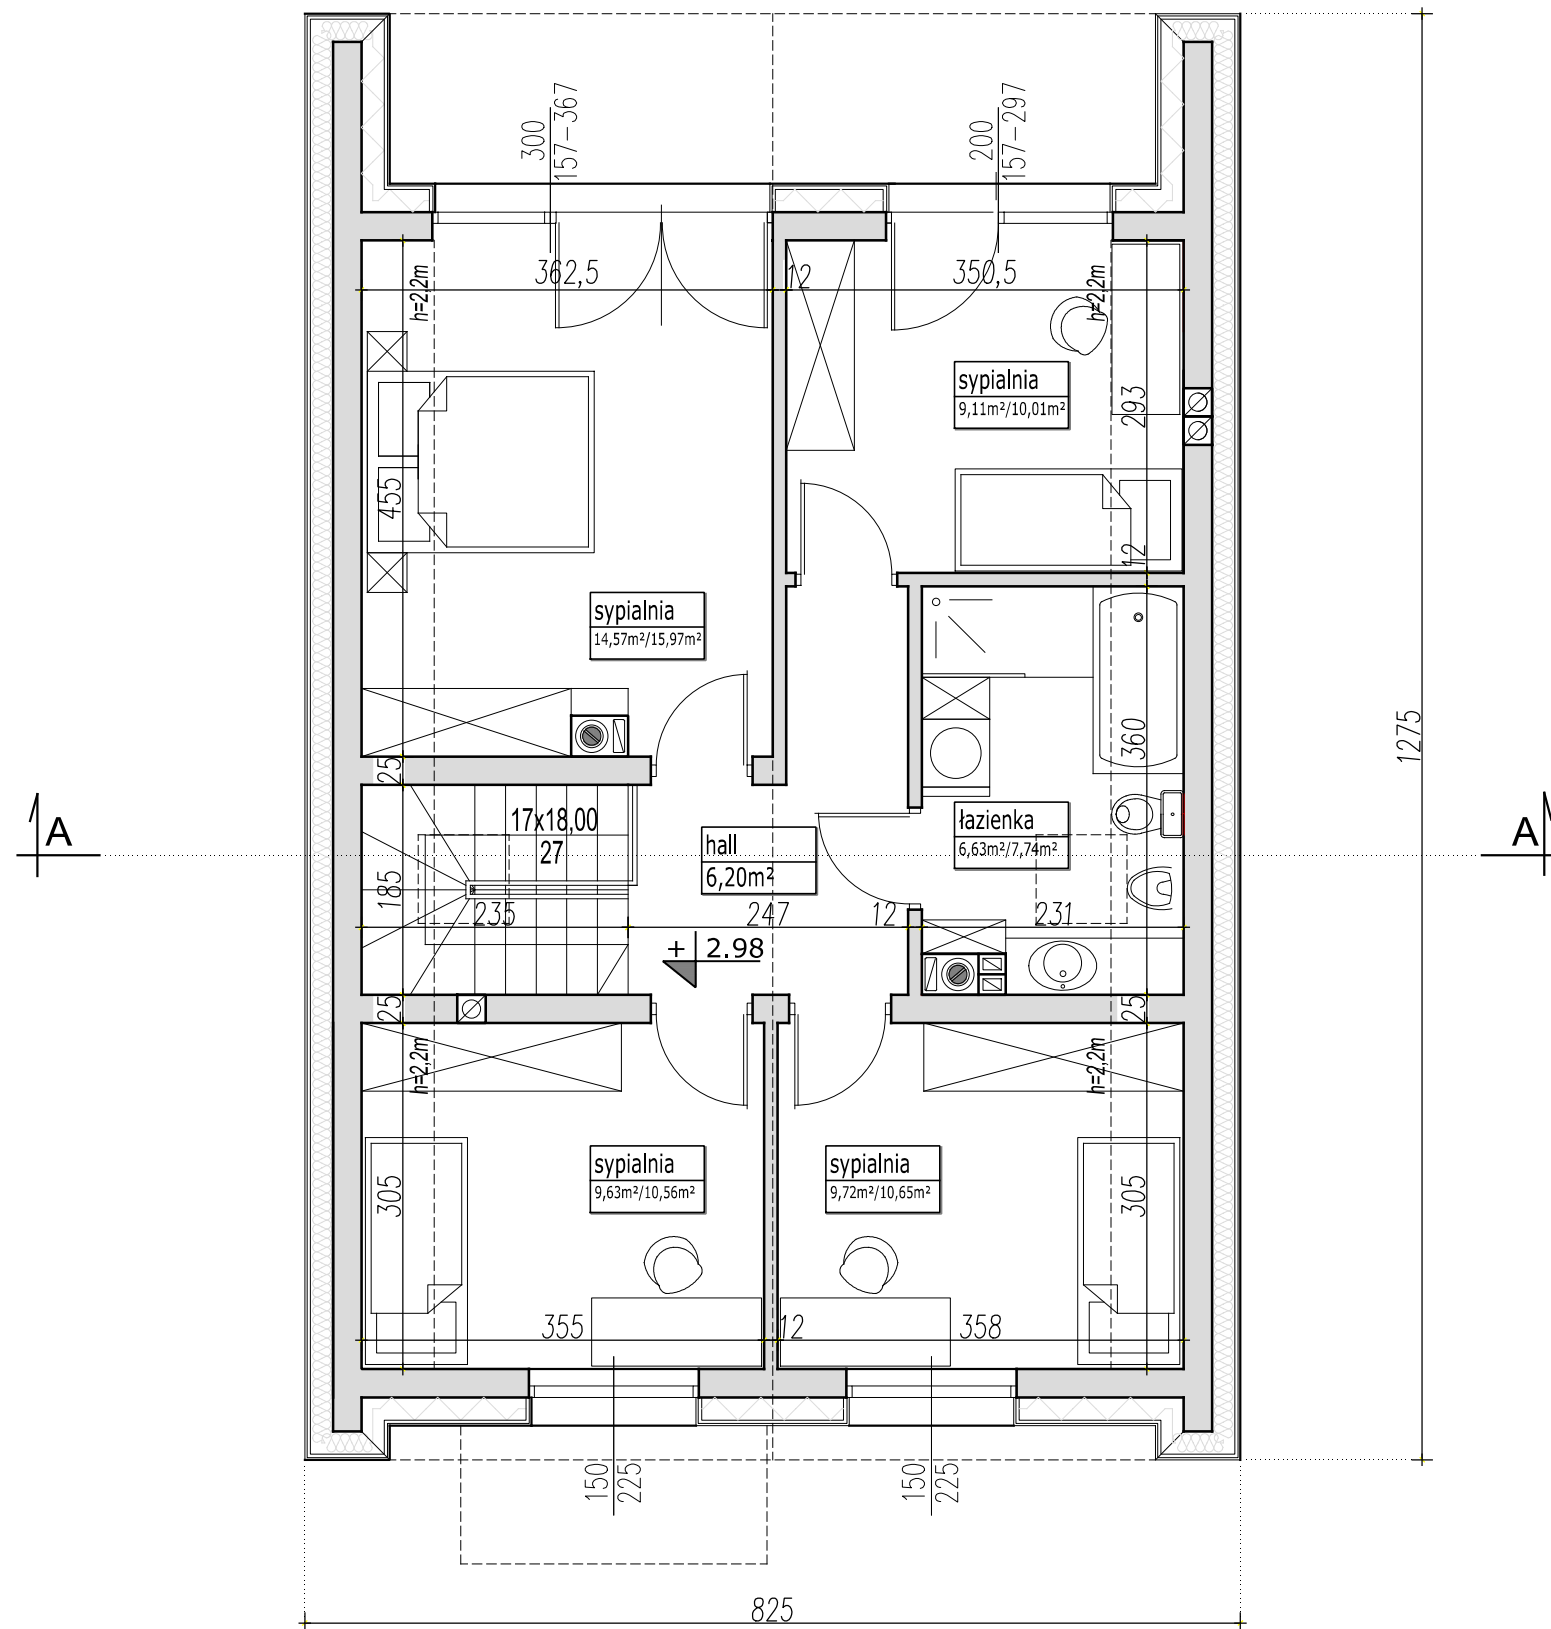 300
157-367
200
157-297
362,5
12
350,5
h=2,2m
h=2,2m
sypialnia
9,11m²/10,01m²
293
455
12
sypialnia
14,57m²/15,97m²
360
1275
25
17x18,00
27
A
A
hall
6,20m²
łazienka
6,63m²/7,74m²
185
235
247
12
231
+ 2.98
25
25
h=2,2m
h=2,2m
sypialnia
9,63m²/10,56m²
sypialnia
9,72m²/10,65m²
305
305
355
12
358
150
225
150
225
825